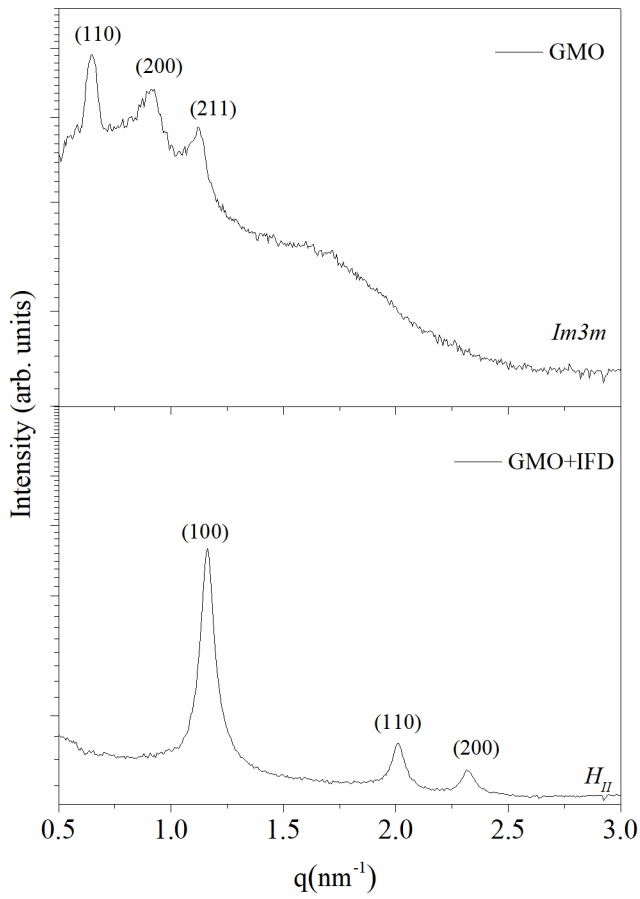 (110)
(200)
(211)
GMO
Im3m
Intensity (arb. units)
GMO+IFD
(100)
(110)
(200)
H_II
0.5 1.0 1.5 2.0 2.5 3.0
q(nm⁻¹)